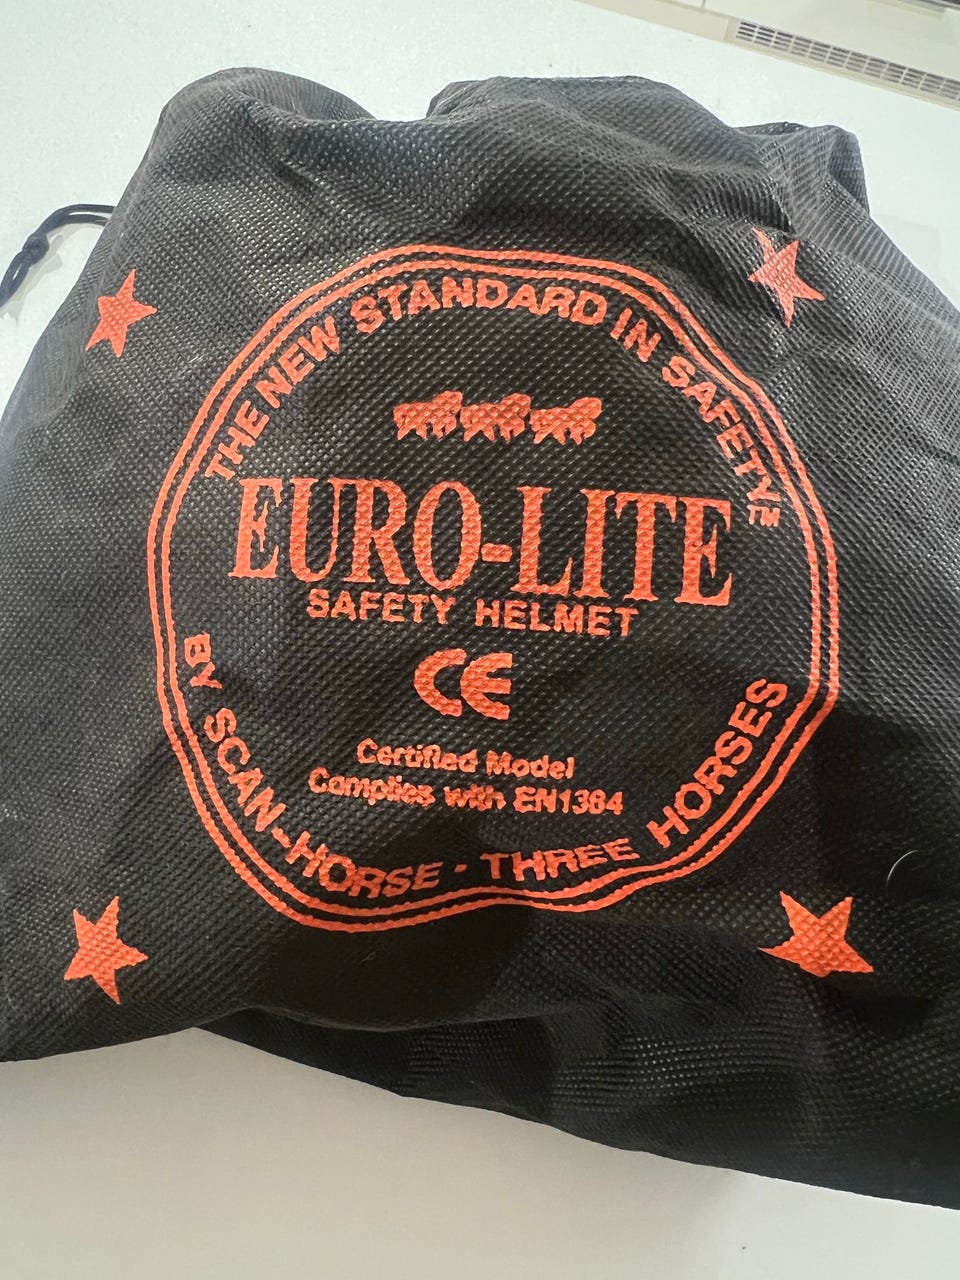 THE NEW STANDARD IN SAFETY™
EURO-LITE
SAFETY HELMET
CE
Certified Model
Complies with EN1384
BY SCAN-HORSE · THREE HORSES